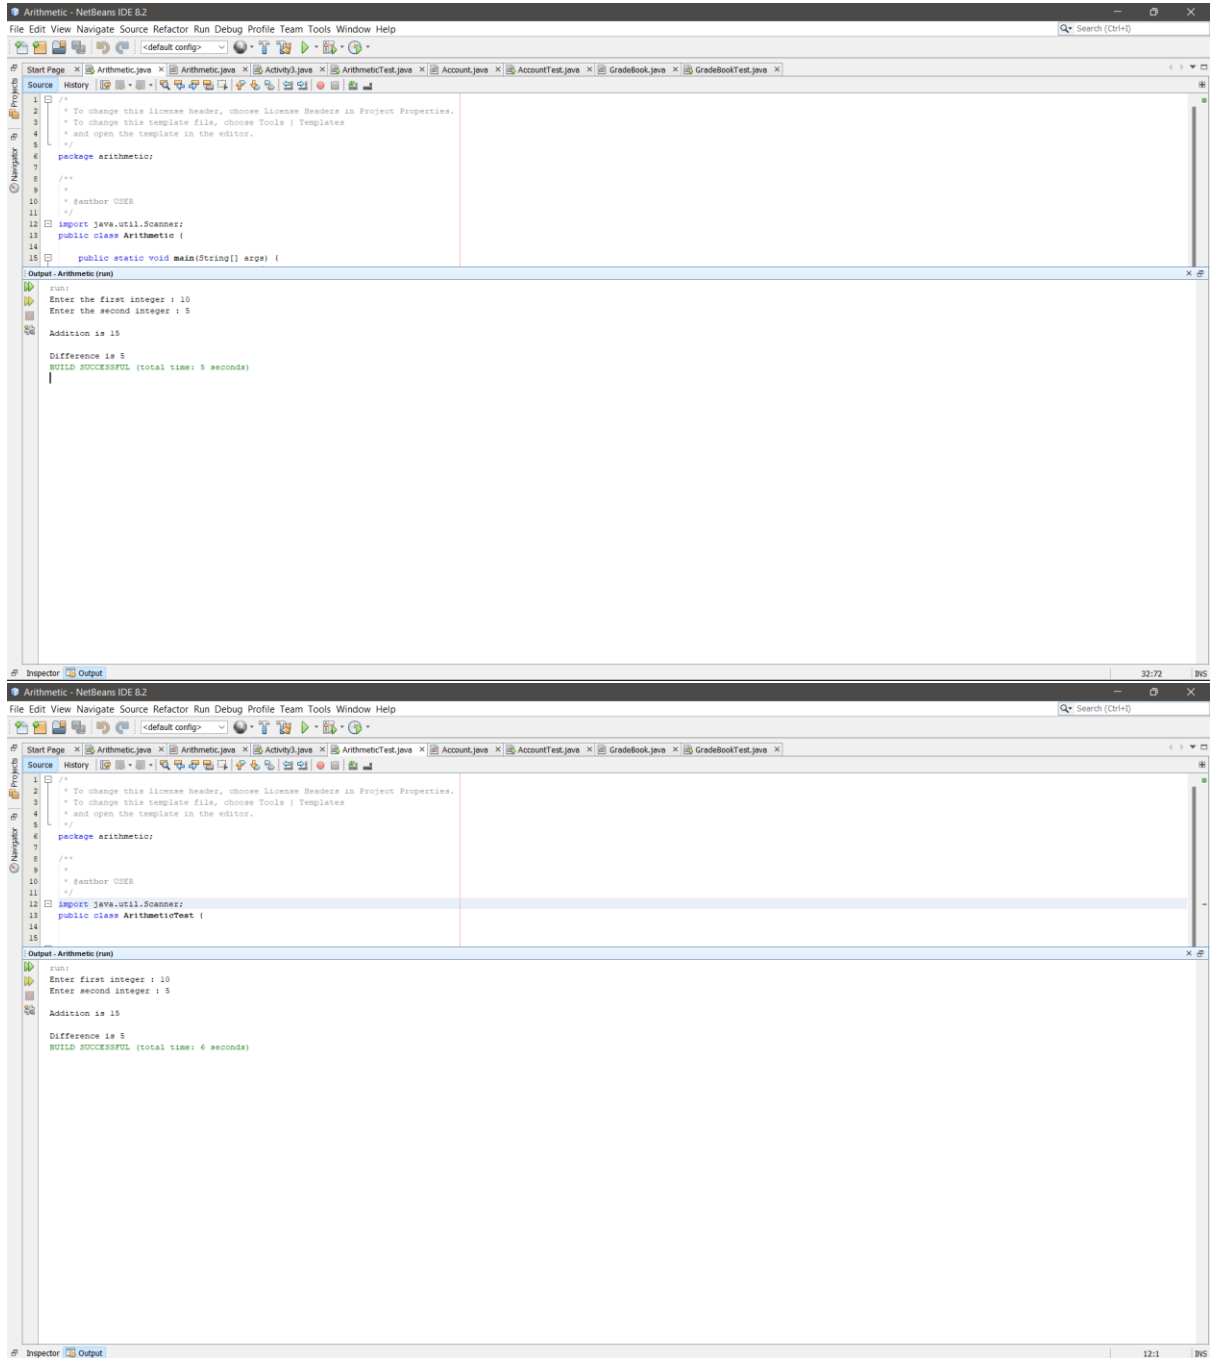 Arithmetic - NetBeans IDE 8.2
File Edit View Navigate Source Refactor Run Debug Profile Team Tools Window Help
Search (Ctrl+I)
<default config>
Start Page Arithmetic.java Arithmetic.java Activity3.java ArithmeticTest.java Account.java AccountTest.java GradeBook.java GradeBookTest.java
Source History
Projects
Navigator
1 /*
2 * To change this license header, choose License Headers in Project Properties.
3 * To change this template file, choose Tools | Templates
4 * and open the template in the editor.
5 */
6 package arithmetic;
7
8 /**
9 *
10 * @author USER
11 */
12 import java.util.Scanner;
13 public class Arithmetic {
14
15 public static void main(String[] args) {
Output - Arithmetic (run)
run:
Enter the first integer : 10
Enter the second integer : 5
Addition is 15
Difference is 5
BUILD SUCCESSFUL (total time: 5 seconds)
Inspector Output
32:72 INS
Arithmetic - NetBeans IDE 8.2
File Edit View Navigate Source Refactor Run Debug Profile Team Tools Window Help
Search (Ctrl+I)
<default config>
Start Page Arithmetic.java Arithmetic.java Activity3.java ArithmeticTest.java Account.java AccountTest.java GradeBook.java GradeBookTest.java
Source History
Projects
Navigator
1 /*
2 * To change this license header, choose License Headers in Project Properties.
3 * To change this template file, choose Tools | Templates
4 * and open the template in the editor.
5 */
6 package arithmetic;
7
8 /**
9 *
10 * @author USER
11 */
12 import java.util.Scanner;
13 public class ArithmeticTest {
14
15
Output - Arithmetic (run)
run:
Enter first integer : 10
Enter second integer : 5
Addition is 15
Difference is 5
BUILD SUCCESSFUL (total time: 6 seconds)
Inspector Output
12:1 INS